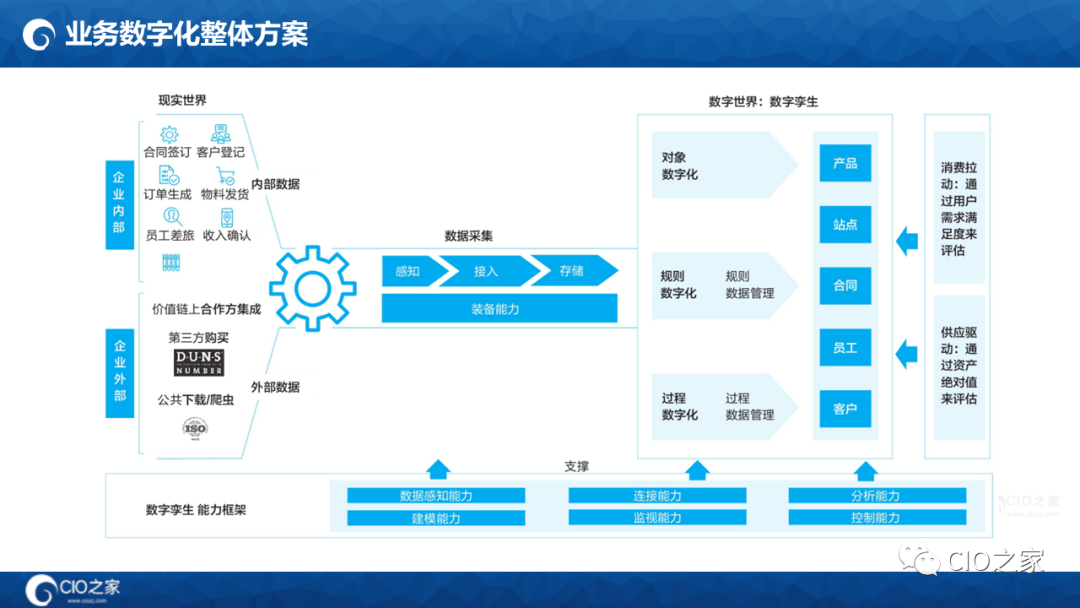 业务数字化整体方案
现实世界
企业内部
合同签订 客户登记
订单生成 物料发货
员工差旅 收入确认
内部数据
企业外部
价值链上合作方集成
第三方购买
D·U·N·S
NUMBER
公共下载/爬虫
ISO
外部数据
数据采集
感知
接入
存储
装备能力
数字世界：数字孪生
对象
数字化
规则
数字化
规则
数据管理
过程
数字化
过程
数据管理
产品
站点
合同
员工
客户
消费拉
动：通
过用户
需求满
足度来
评估
供应驱
动：通
过资产
绝对值
来评估
支撑
数字孪生 能力框架
数据感知能力
建模能力
连接能力
监视能力
分析能力
控制能力
CIO之家
www.ciozj.com
CIO之家
CIO之家
www.ciozj.com